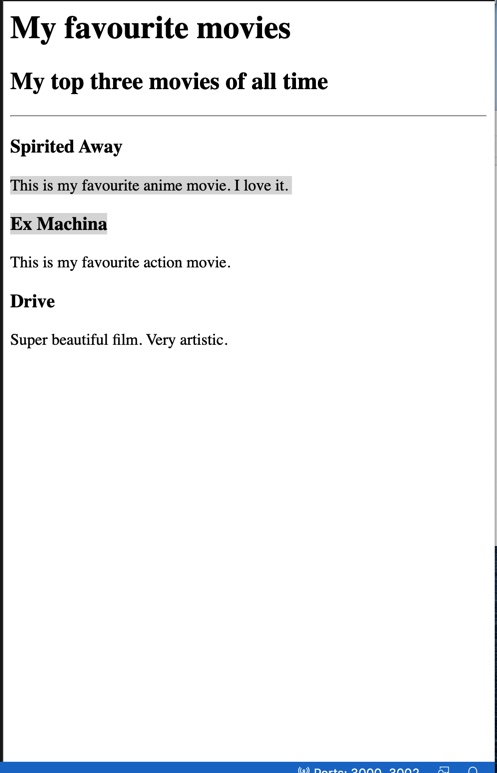 My favourite movies
My top three movies of all time
Spirited Away
This is my favourite anime movie. I love it.
Ex Machina
This is my favourite action movie.
Drive
Super beautiful film. Very artistic.
Ports: 3000, 3002